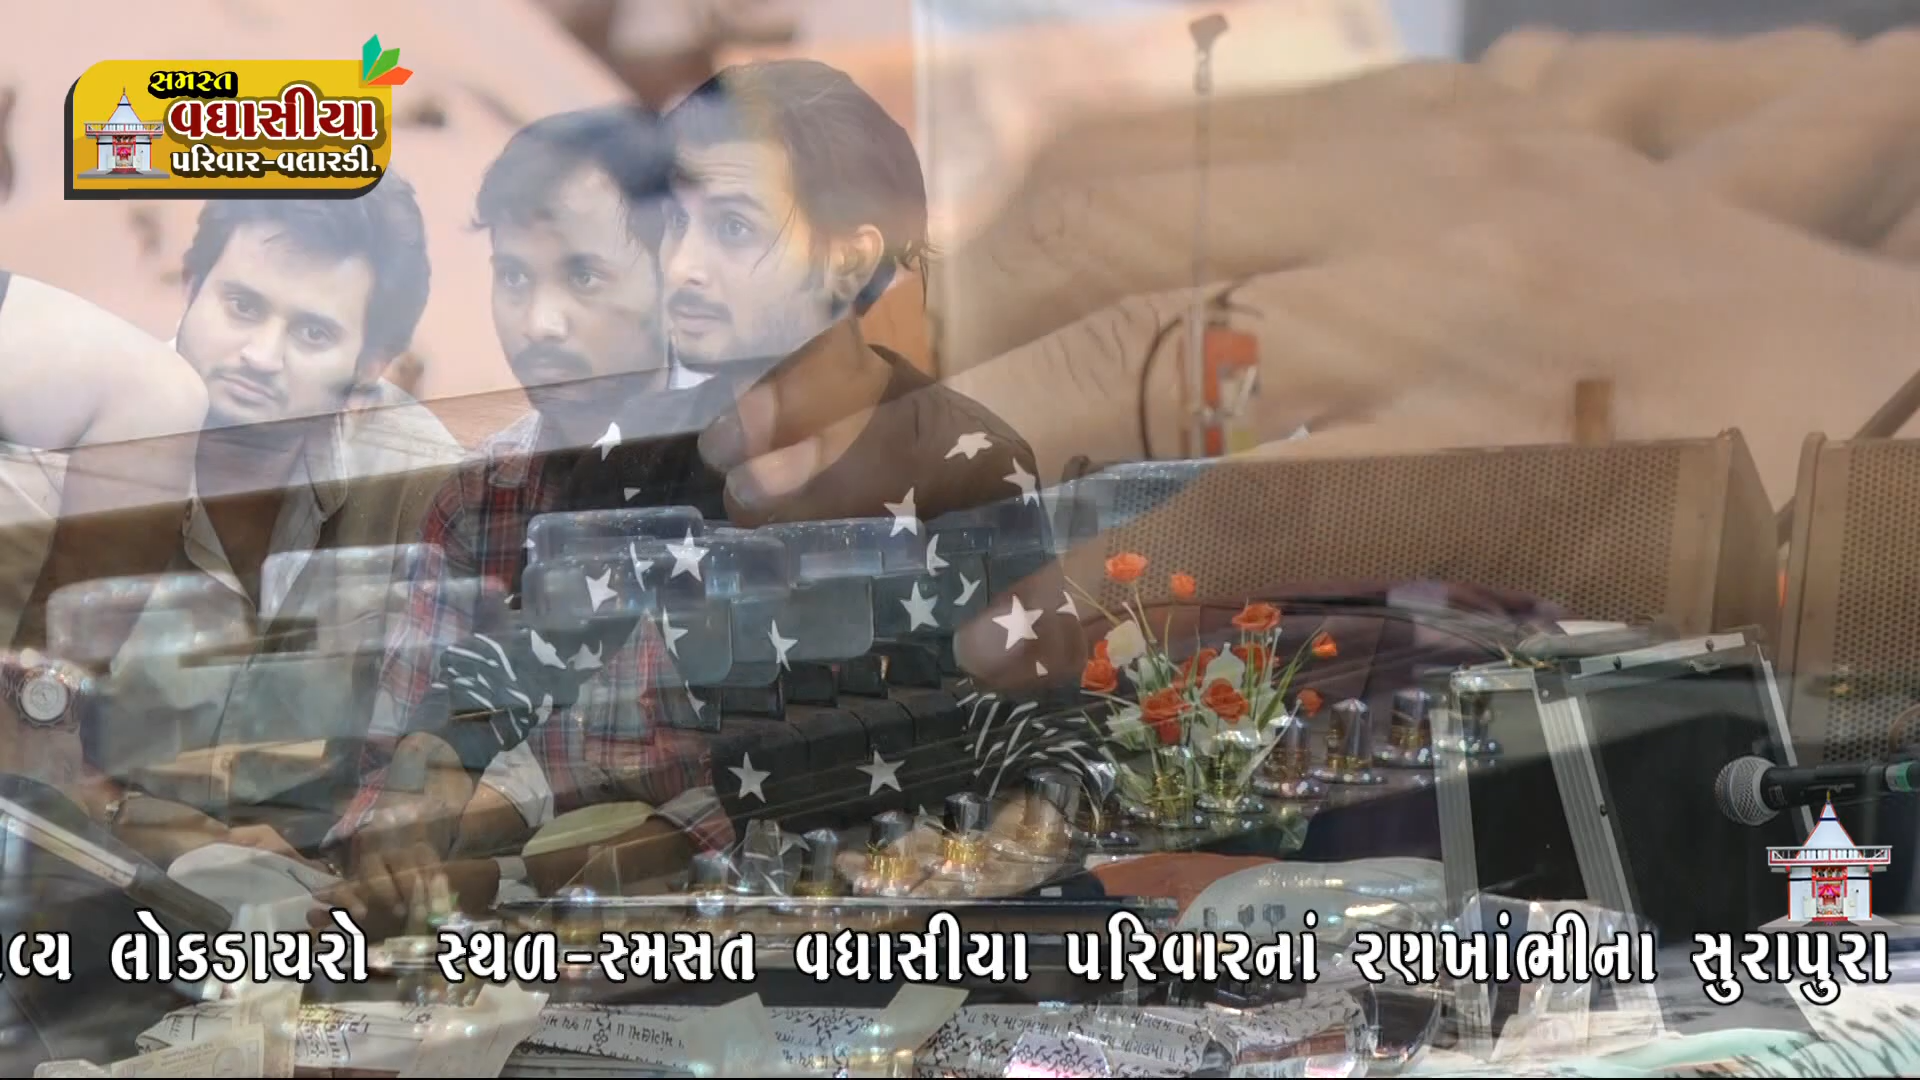 સમસ્ત
વઘાસીયા
પરિવાર-વલારડી.
વ્ય લોકડાયરો સ્થળ-સ્મસત વઘાસીયા પરિવારનાં રણખાંભીના સુરાપુરા